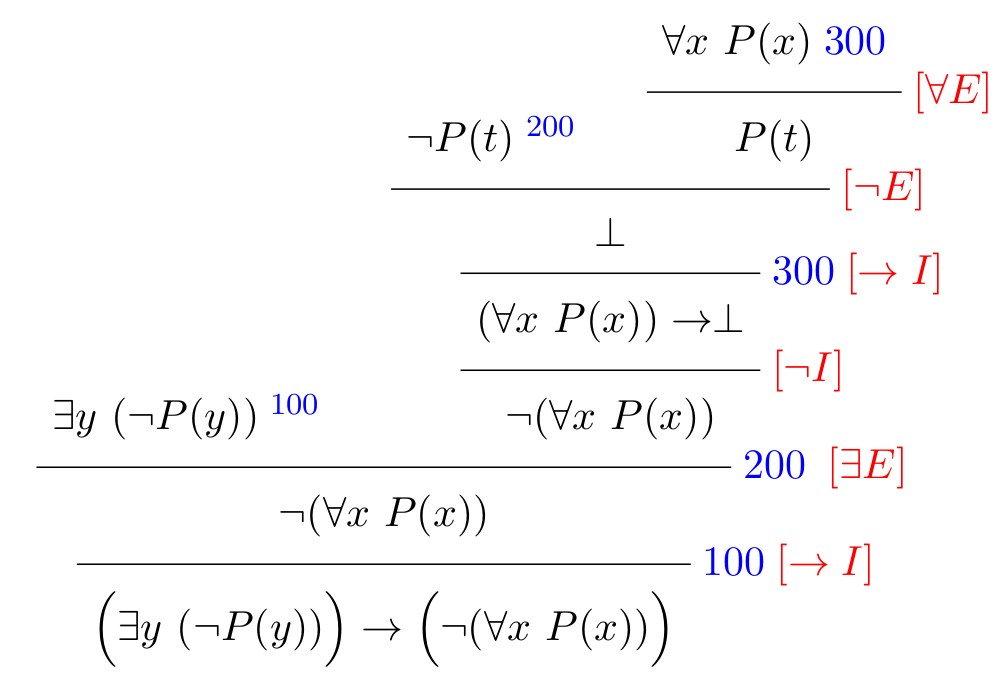 ∀x P(x) 300
[∀E]
¬P(t) 200 P(t)
[¬E]
⊥
300 [→ I]
(∀x P(x)) →⊥
[¬I]
∃y (¬P(y)) 100 ¬(∀x P(x))
200 [∃E]
¬(∀x P(x))
100 [→ I]
(∃y (¬P(y))) → (¬(∀x P(x)))